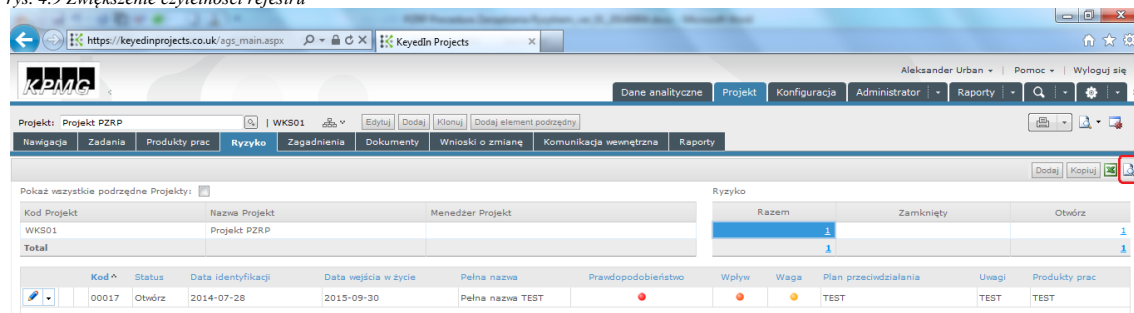 rys. 4.9 Zwiększenie czytelności rejestru
https://keyedinprojects.co.uk/ags_main.aspx
KeyedIn Projects
KPMG
Aleksander Urban | Pomoc | Wyloguj się
Dane analityczne Projekt Konfiguracja Administrator Raporty
Projekt: Projekt PZRP | WKS01 Edytuj Dodaj Klonuj Dodaj element podrzędny
Nawigacja Zadania Produkty prac Ryzyko Zagadnienia Dokumenty Wnioski o zmianę Komunikacja wewnętrzna Raporty
Dodaj Kopiuj
Pokaż wszystkie podrzędne Projekty: Ryzyko
Kod Projekt Nazwa Projekt Menedżer Projekt Razem Zamknięty Otwórz
WKS01 Projekt PZRP 1 1
Total 1 1
Kod Status Data identyfikacji Data wejścia w życie Pełna nazwa Prawdopodobieństwo Wpływ Waga Plan przeciwdziałania Uwagi Produkty prac
00017 Otwórz 2014-07-28 2015-09-30 Pełna nazwa TEST TEST TEST TEST